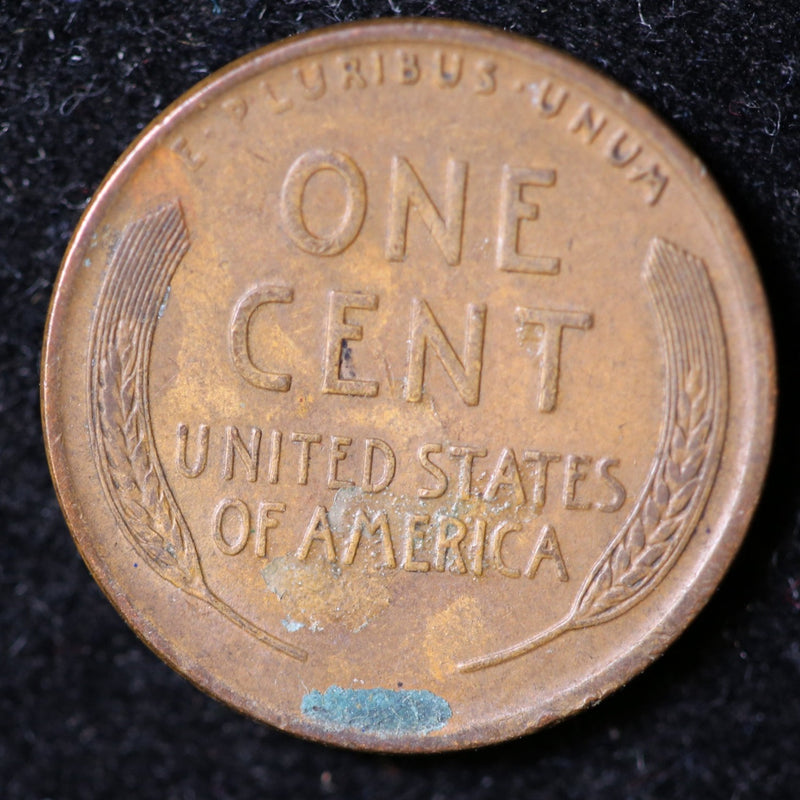 E · PLURIBUS · UNUM
ONE
CENT
UNITED STATES
OF AMERICA